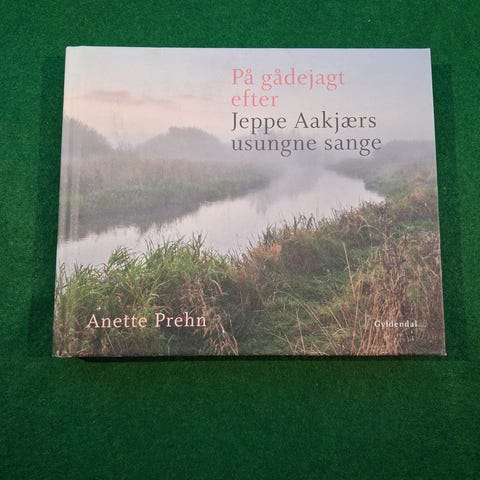 På gådejagt
efter
Jeppe Aakjærs
usungne sange
Anette Prehn
Gyldendal